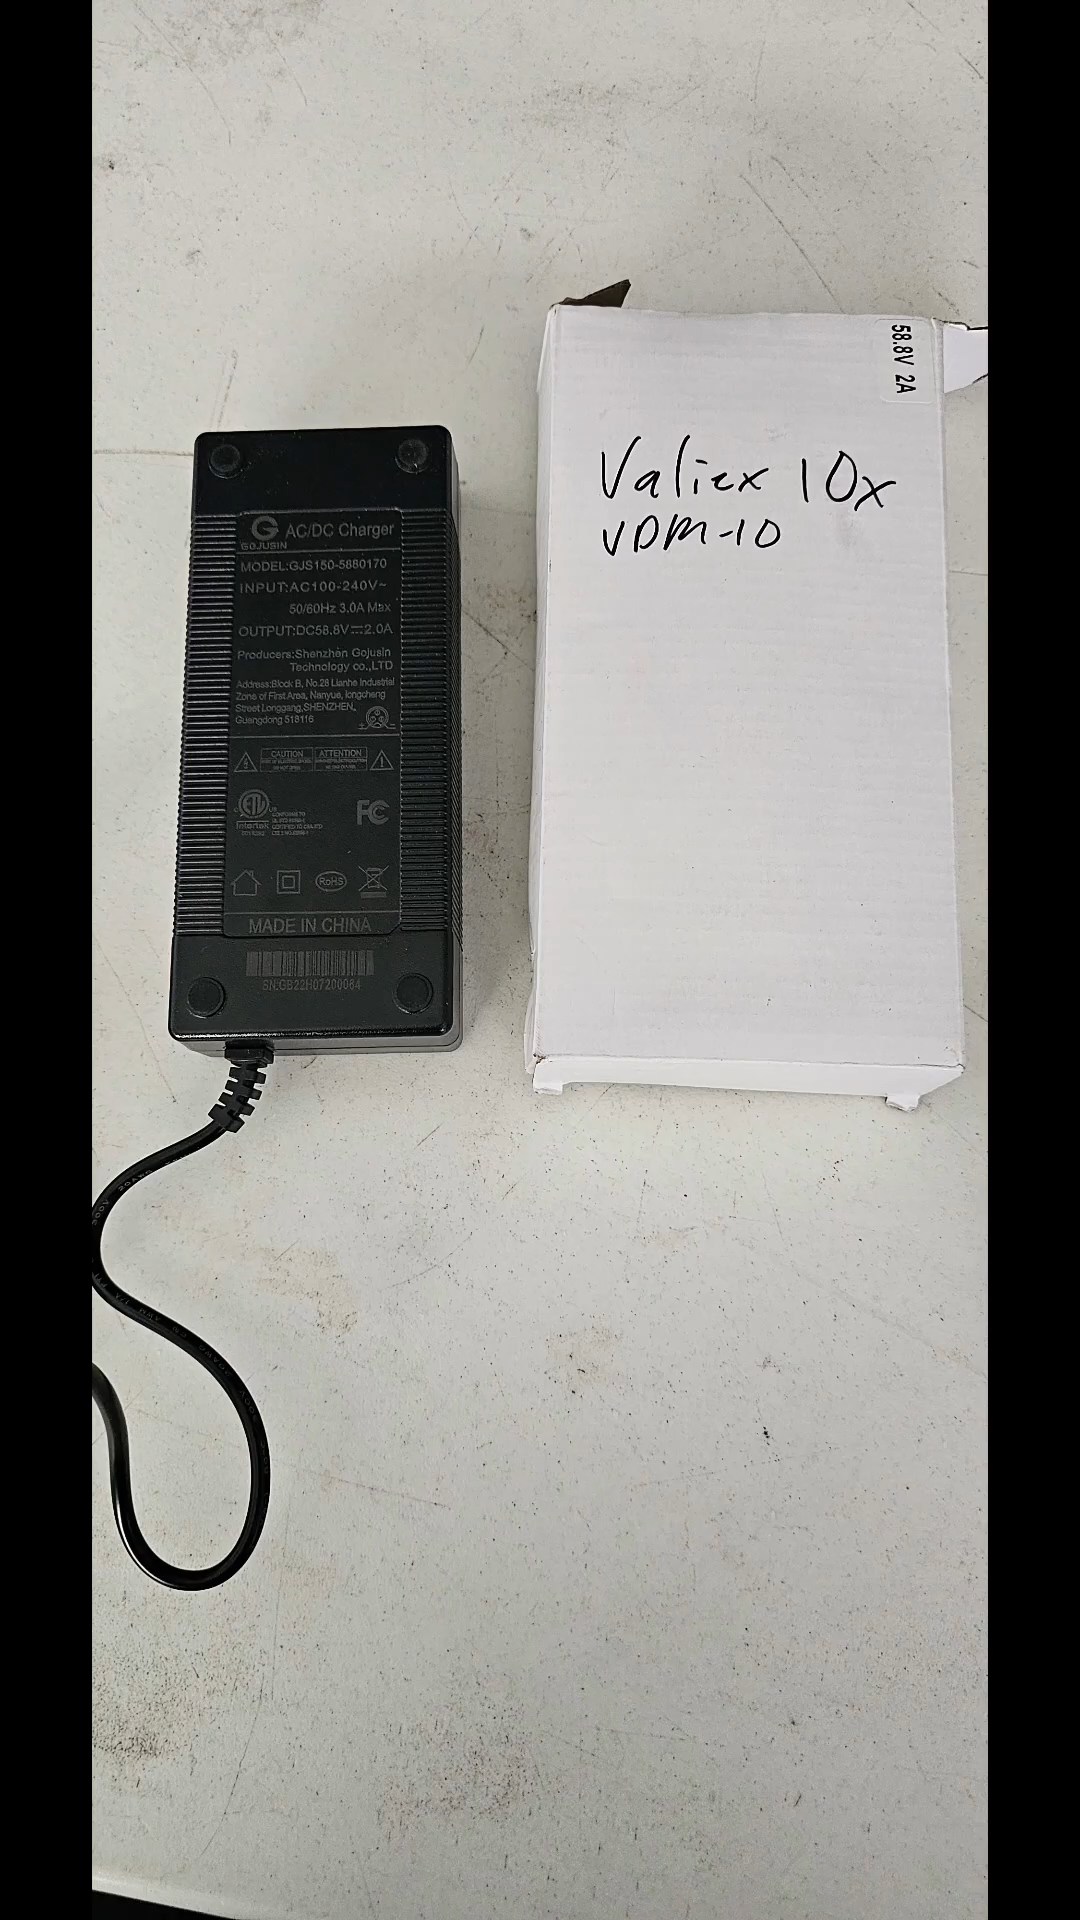 G AC/DC Charger
GOJUSIN
MODEL:GJS150-5880170
INPUT:AC100-240V~
50/60Hz 3.0A Max
OUTPUT:DC58.8V⎓2.0A
Producers:Shenzhen Gojusin
Technology co.,LTD
Address:Block B, No.28 Lianhe Industrial
Zone of First Area, Nanyue, longcheng
Street Longgang,SHENZHEN,
Guangdong 518116
CAUTION ATTENTION
ETL
Intertek
FC
RoHS
MADE IN CHINA
SN:GB22H07200064
58.8V 2A
Valiex 10x
VDM-10